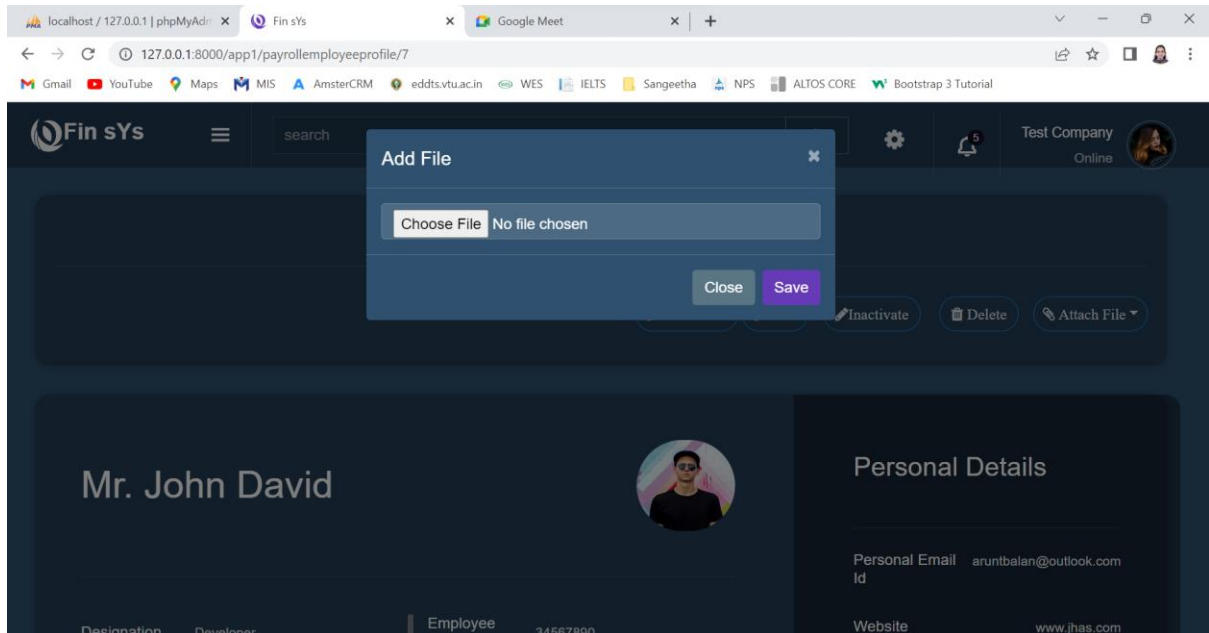 localhost / 127.0.0.1 | phpMyAdm
Fin sYs
Google Meet
127.0.0.1:8000/app1/payrollemployeeprofile/7
Gmail YouTube Maps MIS AmsterCRM eddts.vtu.ac.in WES IELTS Sangeetha NPS ALTOS CORE Bootstrap 3 Tutorial
Fin sYs
search
5
Test Company
Online
Add File
Choose File No file chosen
Close Save
Inactivate Delete Attach File
Mr. John David
Personal Details
Personal Email aruntbalan@outlook.com
Id
Designation Developer
Employee 34567890
Website www.jhas.com